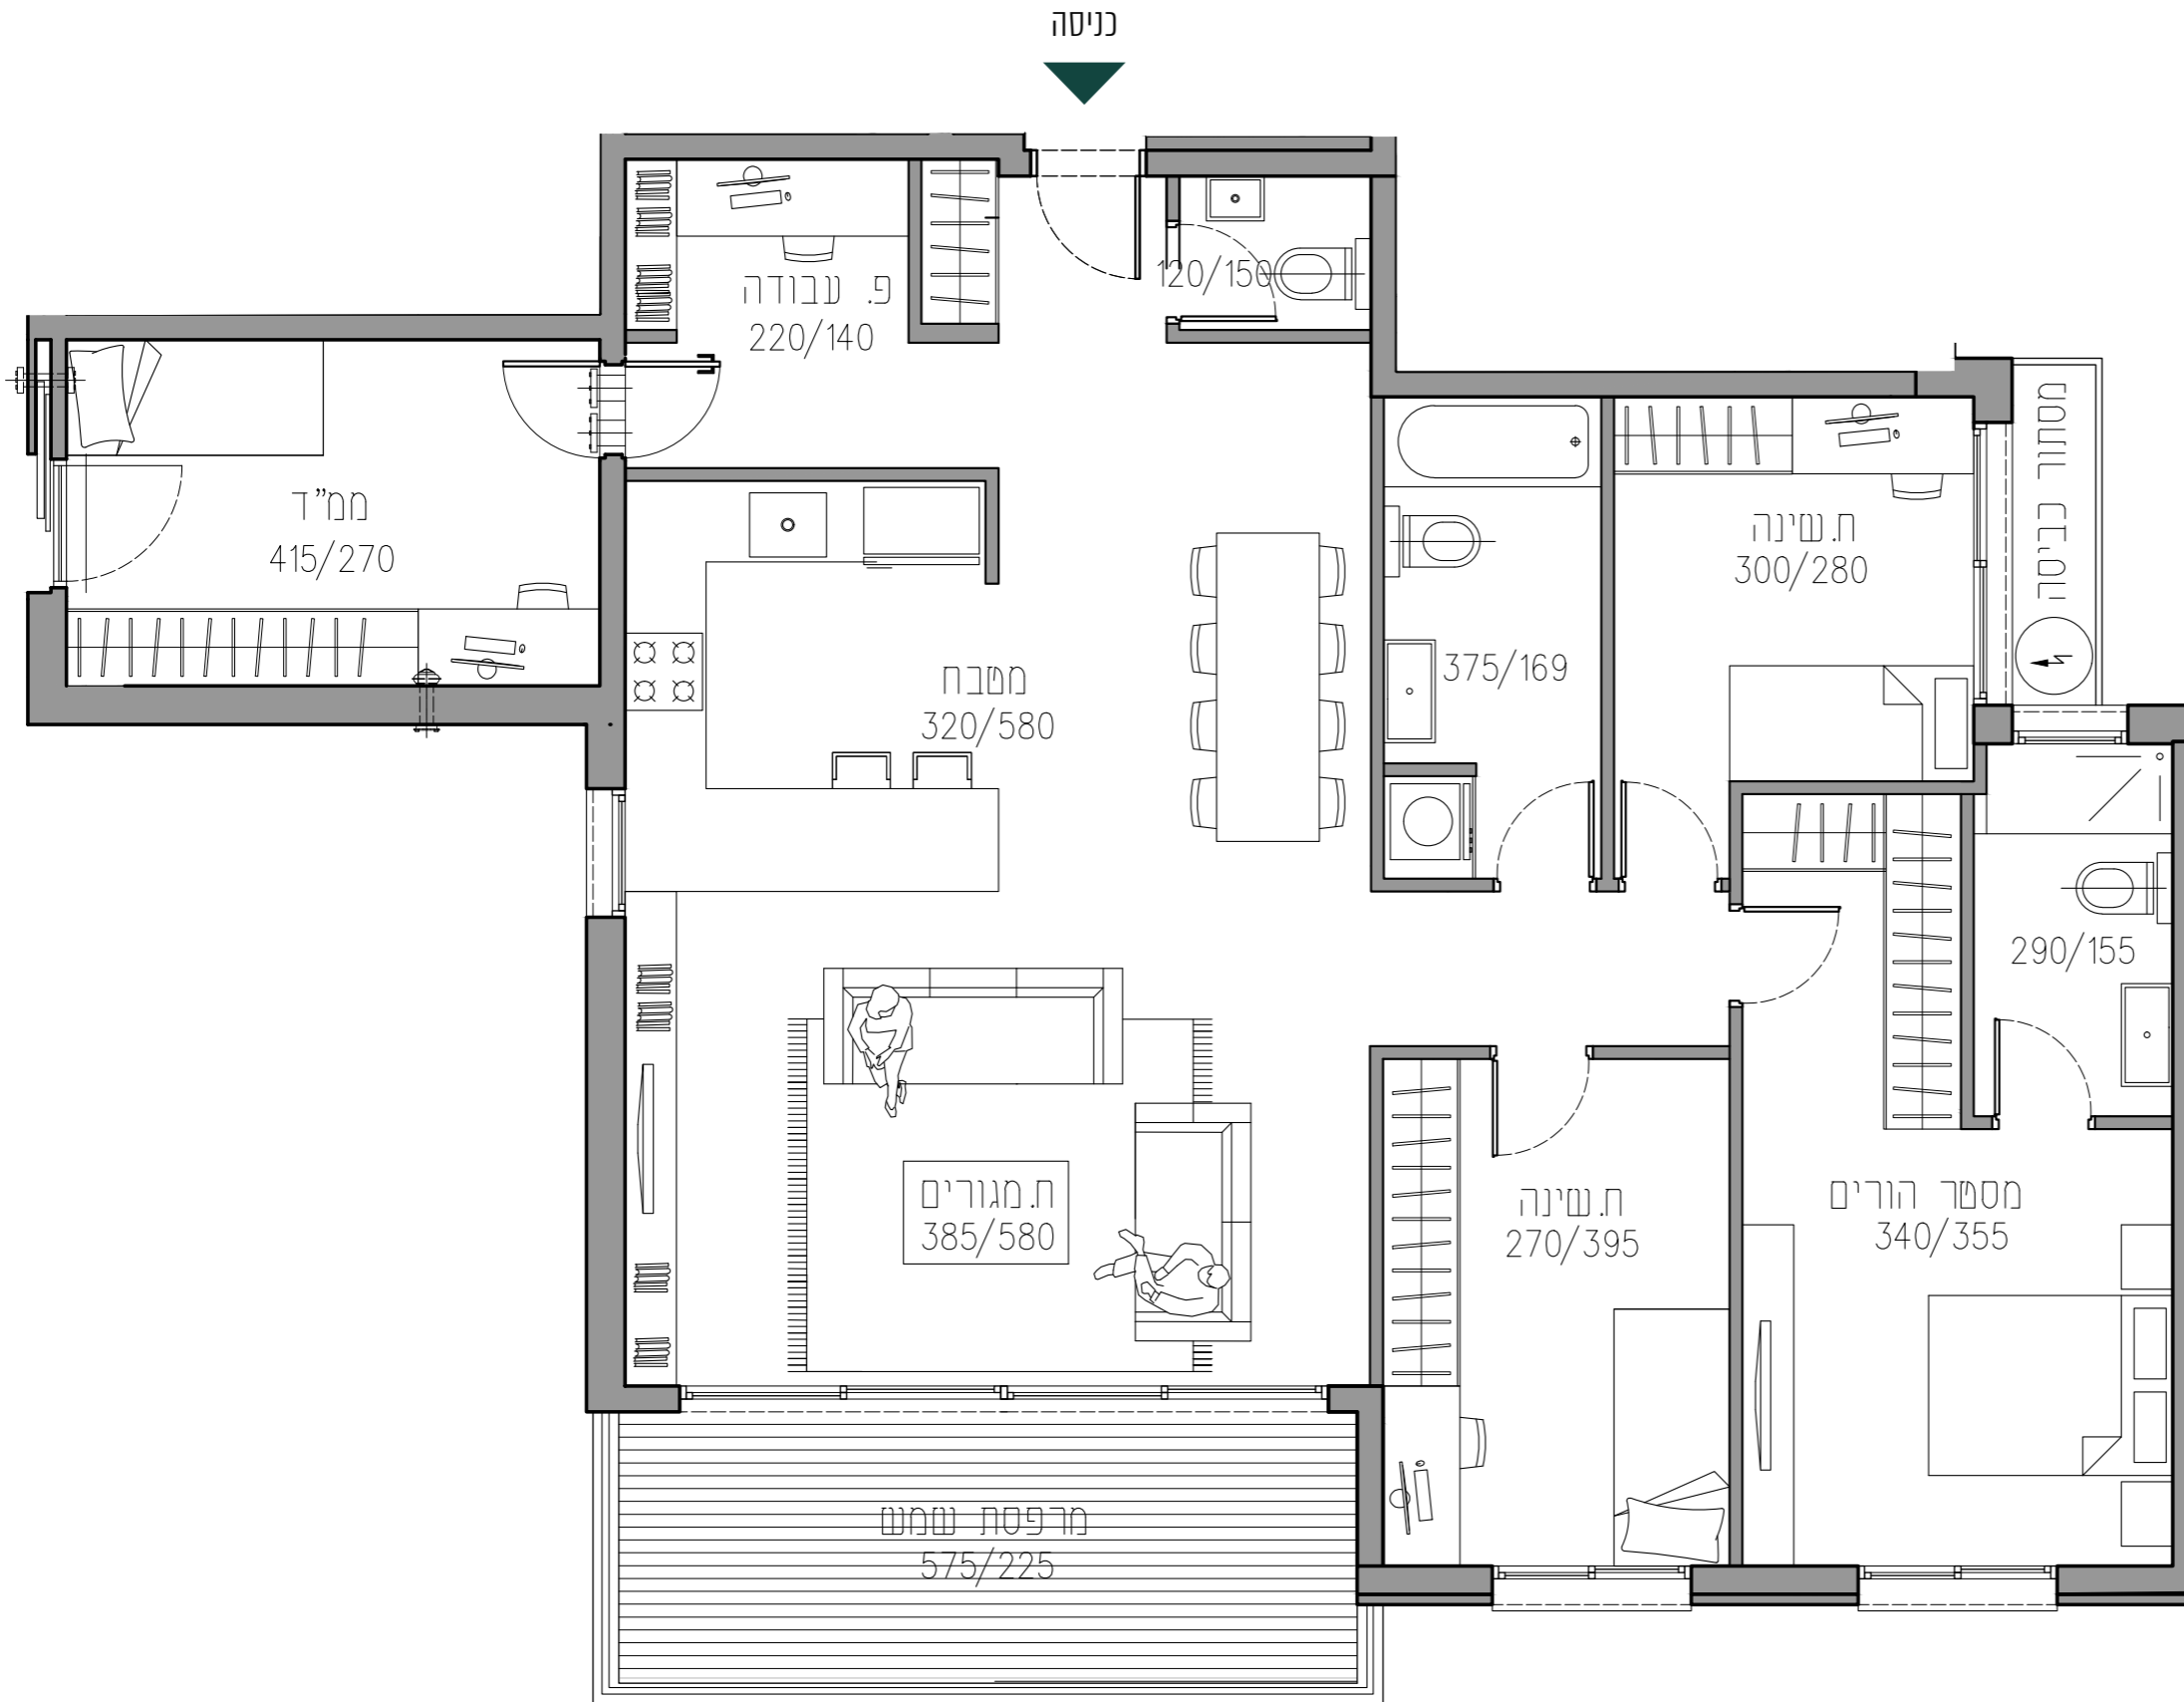 כניסה
פ. עבודה
220/140
120/150
מסתור כביסה
ממ"ד
415/270
ח.שינה
300/280
מטבח
320/580
375/169
290/155
ח.מגורים
385/580
ח.שינה
270/395
מסטר הורים
340/355
מרפסת שמש
575/225